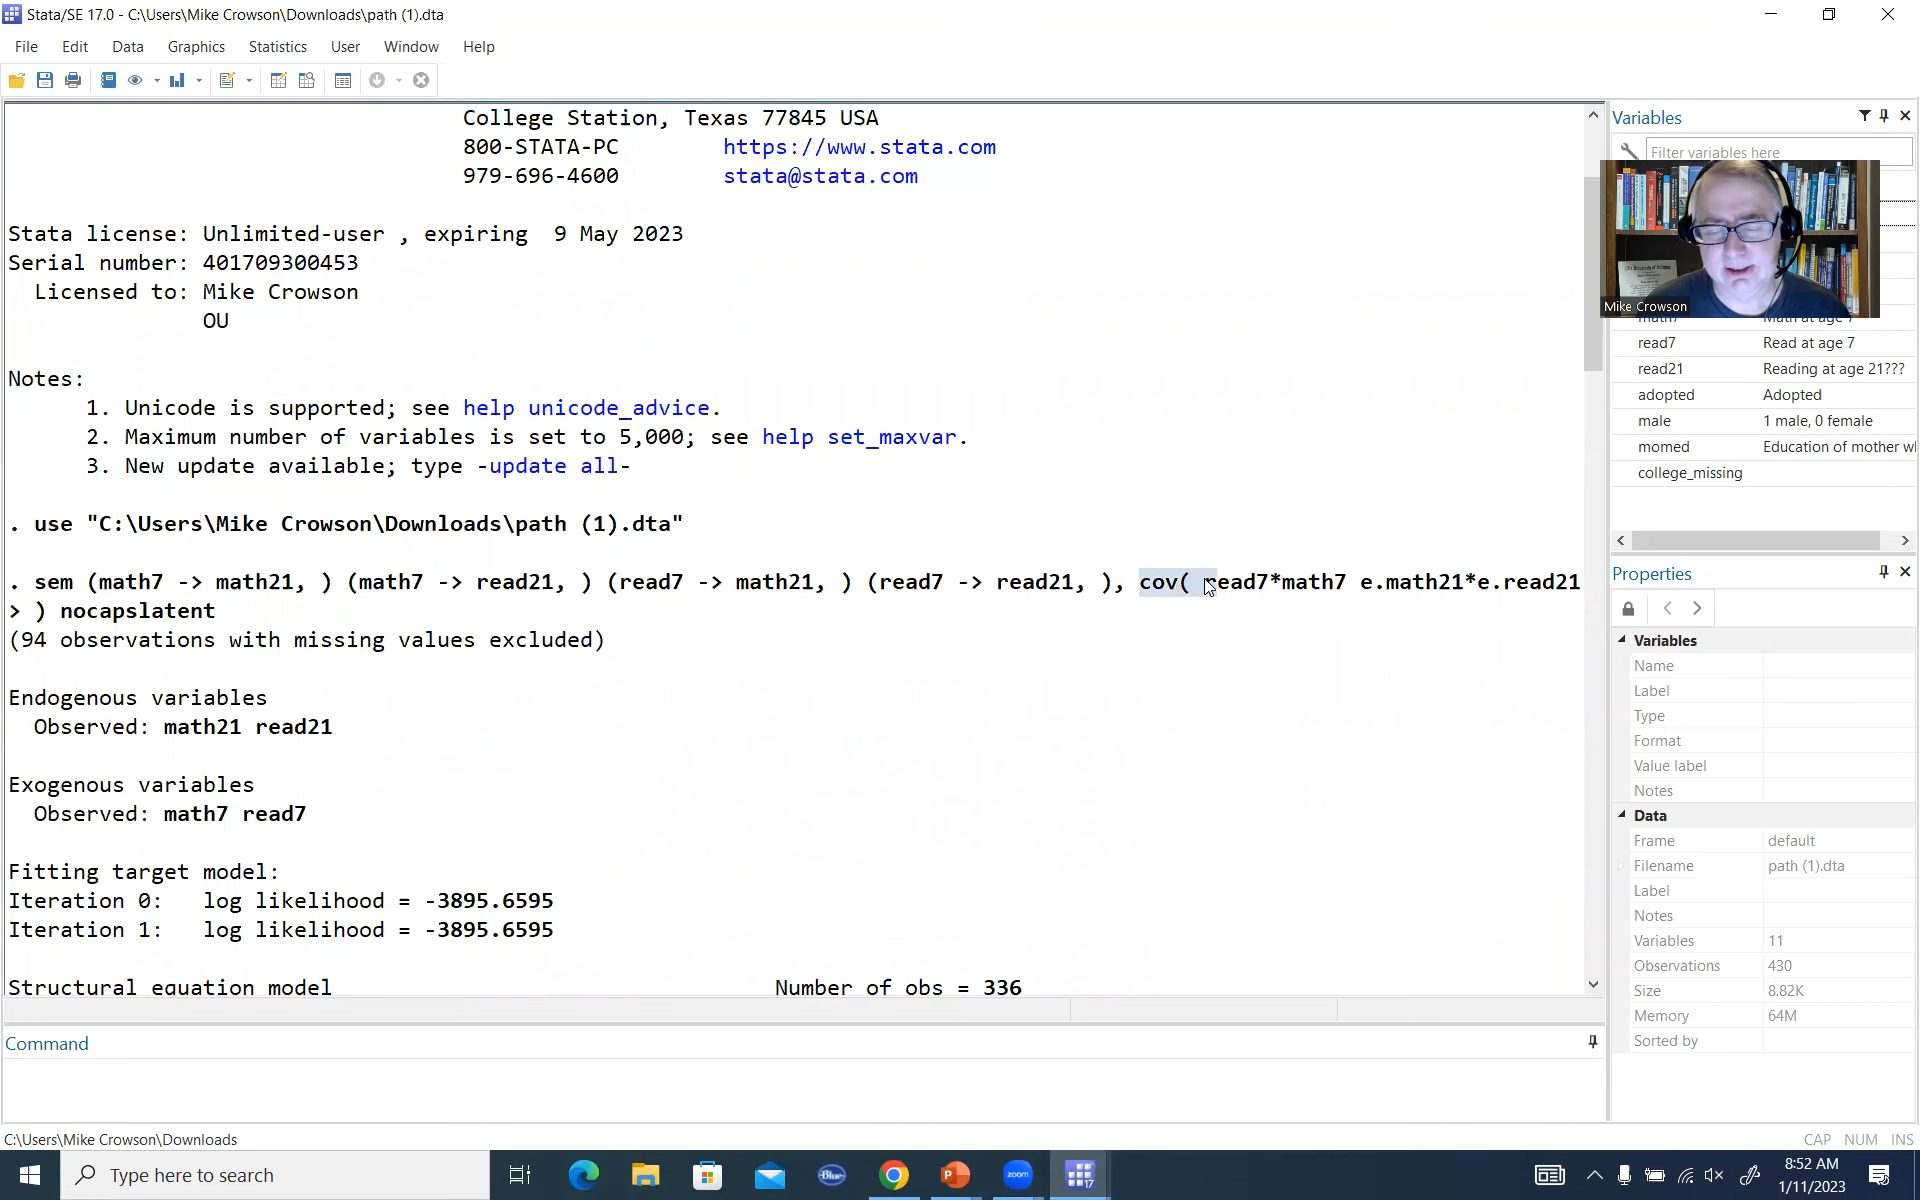 Stata/SE 17.0 - C:\Users\Mike Crowson\Downloads\path (1).dta
File Edit Data Graphics Statistics User Window Help
College Station, Texas 77845 USA
800-STATA-PC https://www.stata.com
979-696-4600 stata@stata.com
Stata license: Unlimited-user , expiring 9 May 2023
Serial number: 401709300453
Licensed to: Mike Crowson
OU
Notes:
1. Unicode is supported; see help unicode_advice.
2. Maximum number of variables is set to 5,000; see help set_maxvar.
3. New update available; type -update all-
. use "C:\Users\Mike Crowson\Downloads\path (1).dta"
. sem (math7 -> math21, ) (math7 -> read21, ) (read7 -> math21, ) (read7 -> read21, ), cov( read7*math7 e.math21*e.read21
> ) nocapslatent
(94 observations with missing values excluded)
Endogenous variables
Observed: math21 read21
Exogenous variables
Observed: math7 read7
Fitting target model:
Iteration 0: log likelihood = -3895.6595
Iteration 1: log likelihood = -3895.6595
Structural equation model Number of obs = 336
Command
C:\Users\Mike Crowson\Downloads
Variables
Filter variables here
Mike Crowson
math7 Math at age 7
read7 Read at age 7
read21 Reading at age 21???
adopted Adopted
male 1 male, 0 female
momed Education of mother w
college_missing
Properties
Variables
Name
Label
Type
Format
Value label
Notes
Data
Frame default
Filename path (1).dta
Label
Notes
Variables 11
Observations 430
Size 8.82K
Memory 64M
Sorted by
CAP NUM INS
Type here to search
Blue
zoom
17
8:52 AM
1/11/2023